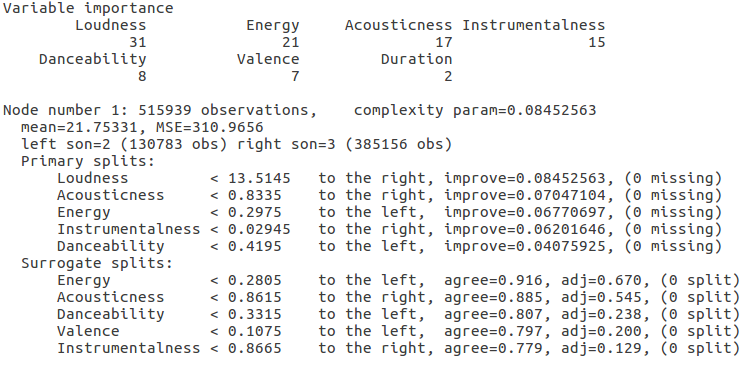 Variable importance
Loudness Energy Acousticness Instrumentalness
31 21 17 15
Danceability Valence Duration
8 7 2
Node number 1: 515939 observations, complexity param=0.08452563
mean=21.75331, MSE=310.9656
left son=2 (130783 obs) right son=3 (385156 obs)
Primary splits:
Loudness < 13.5145 to the right, improve=0.08452563, (0 missing)
Acousticness < 0.8335 to the right, improve=0.07047104, (0 missing)
Energy < 0.2975 to the left, improve=0.06770697, (0 missing)
Instrumentalness < 0.02945 to the right, improve=0.06201646, (0 missing)
Danceability < 0.4195 to the left, improve=0.04075925, (0 missing)
Surrogate splits:
Energy < 0.2805 to the left, agree=0.916, adj=0.670, (0 split)
Acousticness < 0.8615 to the right, agree=0.885, adj=0.545, (0 split)
Danceability < 0.3315 to the left, agree=0.807, adj=0.238, (0 split)
Valence < 0.1075 to the left, agree=0.797, adj=0.200, (0 split)
Instrumentalness < 0.8665 to the right, agree=0.779, adj=0.129, (0 split)